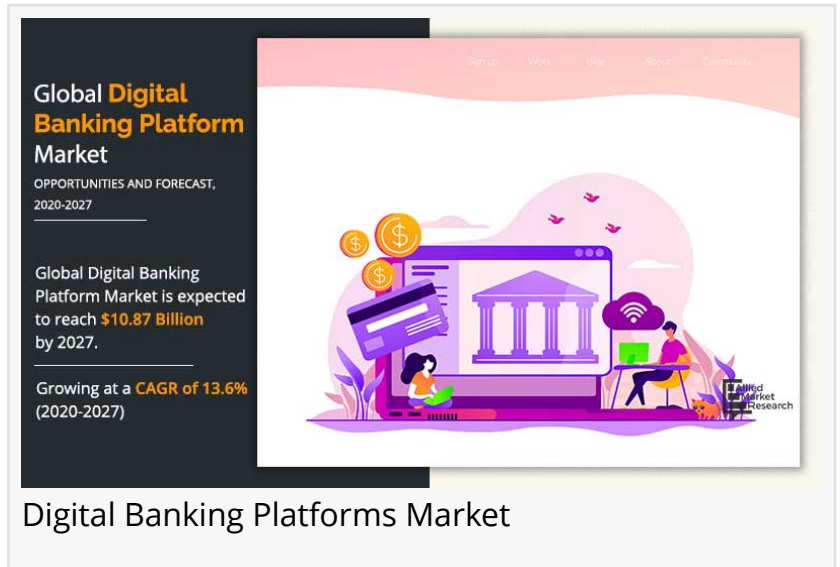 Global Digital
Banking Platform
Market
OPPORTUNITIES AND FORECAST,
2020-2027
Global Digital Banking
Platform Market is expected
to reach $10.87 Billion
by 2027.
Growing at a CAGR of 13.6%
(2020-2027)
Sign up Work Blog About Community
$
$
$
Allied
Market
Research
Digital Banking Platforms Market